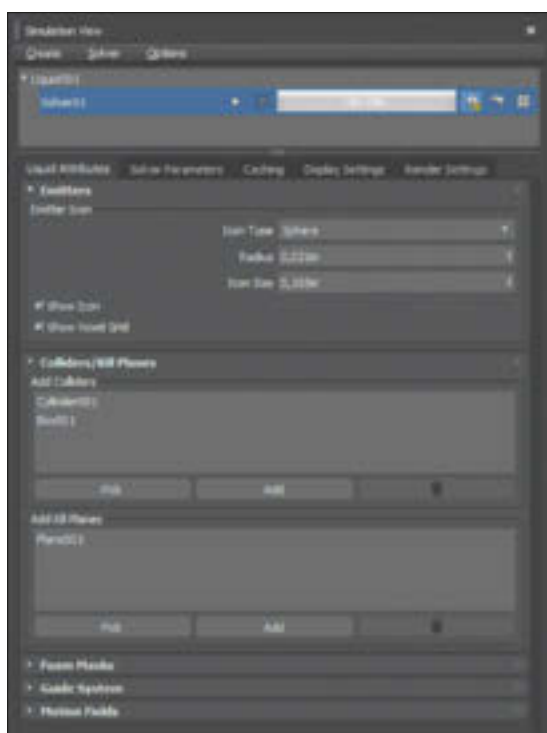 Simulation View
Create Solver Options
Liquid001
Solver01
Liquid Attributes Solver Parameters Caching Display Settings Render Settings
Emitters
Emitter Icon
Icon Type Sphere
Radius
Icon Size
Show Icon
Show Voxel Grid
Colliders/Kill Planes
Add Colliders
Collider001
Box001
Pick Add
Add Kill Planes
Plane001
Pick Add
Foam Masks
Guide System
Motion Fields